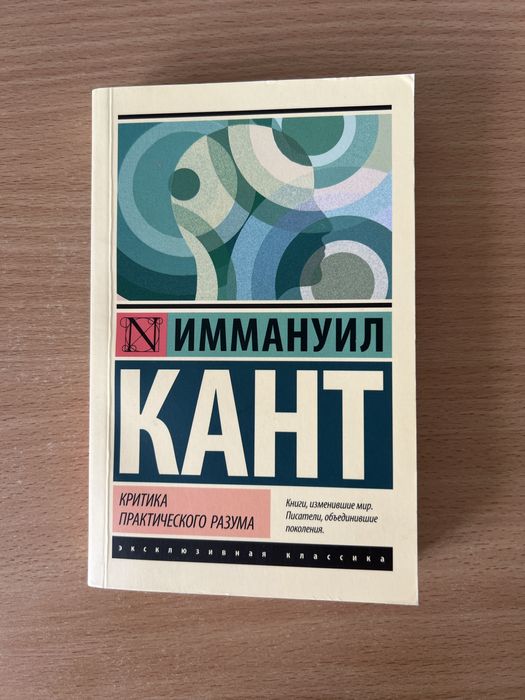 N ИММАНУИЛ
КАНТ
КРИТИКА
ПРАКТИЧЕСКОГО РАЗУМА
Книги, изменившие мир.
Писатели, объединившие
поколения.
эксклюзивная классика